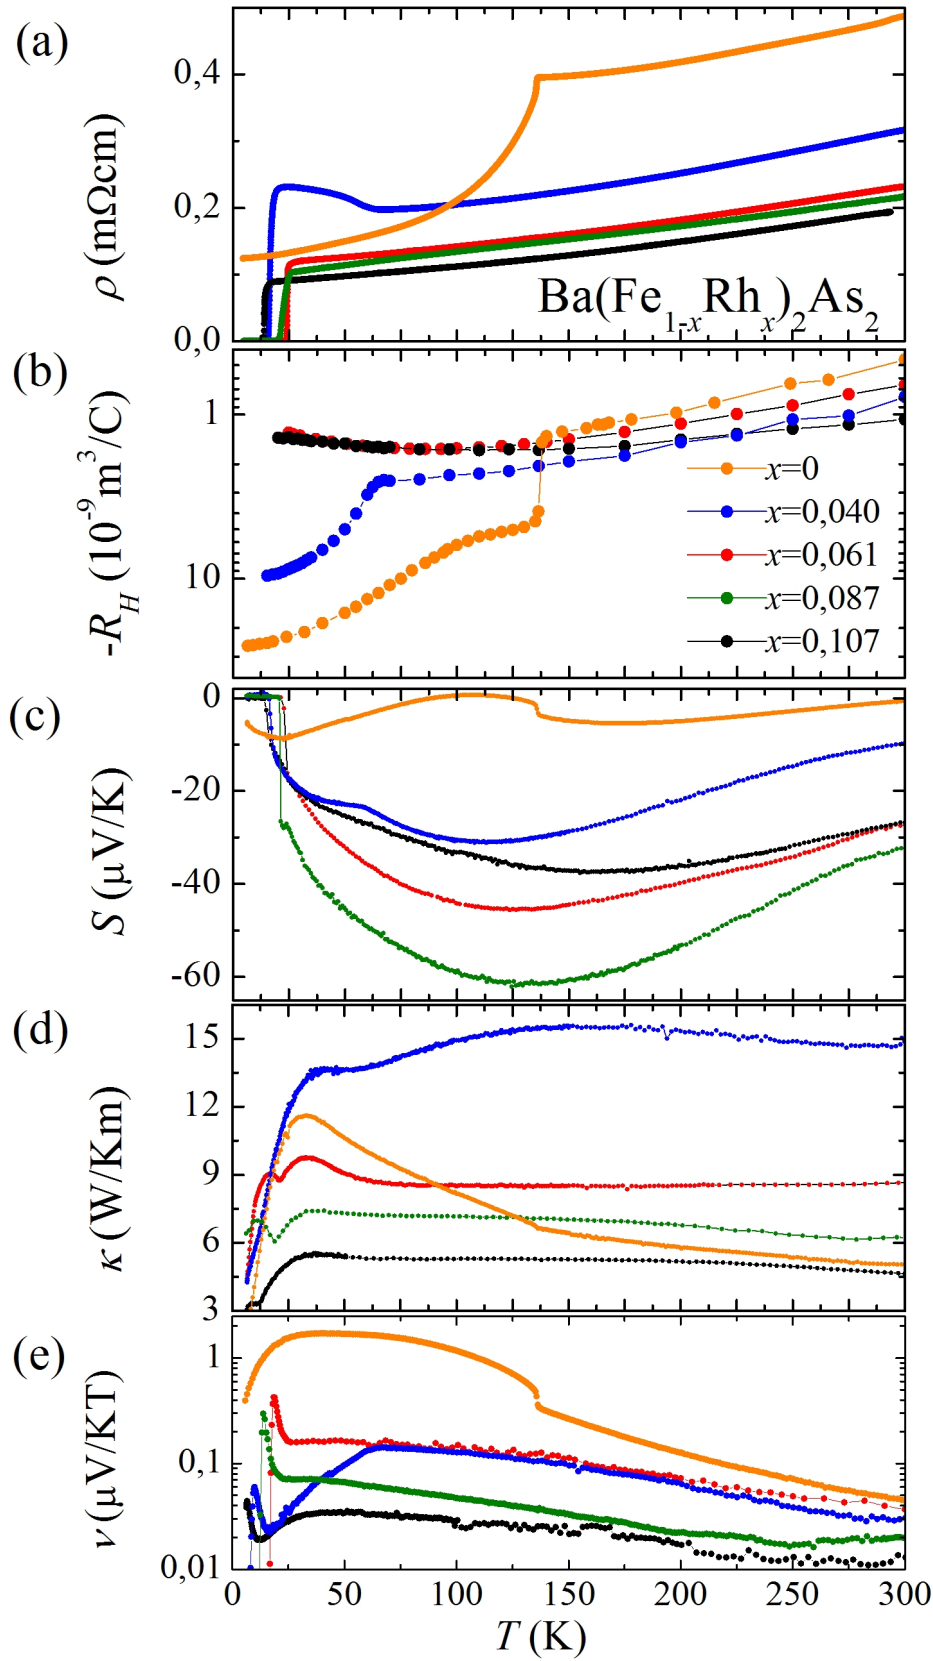 (a)
0,4
0,2
0,0
ρ (mΩcm)
Ba(Fe1-xRhx)2As2
(b)
1
10
-RH (10-9 m3/C)
x=0
x=0,040
x=0,061
x=0,087
x=0,107
(c)
0
-20
-40
-60
S (μV/K)
(d)
15
12
9
6
3
κ (W/Km)
(e)
1
0,1
0,01
ν (μV/KT)
0 50 100 150 200 250 300
T (K)